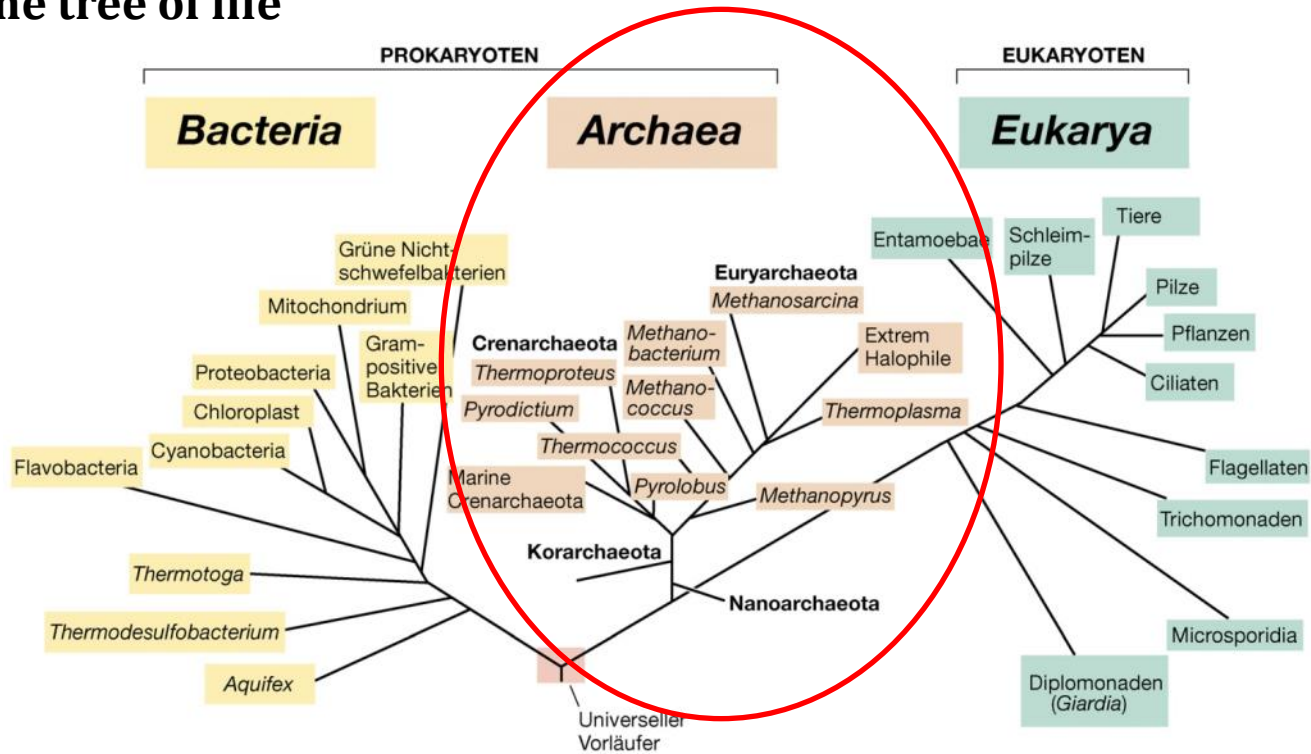 he tree of life
PROKARYOTEN
EUKARYOTEN
Bacteria
Archaea
Eukarya
Grüne Nicht-
schwefelbakterien
Mitochondrium
Gram-
positive
Bakterien
Proteobacteria
Chloroplast
Cyanobacteria
Flavobacteria
Thermotoga
Thermodesulfobacterium
Aquifex
Crenarchaeota
Thermoproteus
Pyrodictium
Thermococcus
Marine
Crenarchaeota
Pyrolobus
Korarchaeota
Nanoarchaeota
Euryarchaeota
Methanosarcina
Methano-
bacterium
Methano-
coccus
Extrem
Halophile
Thermoplasma
Methanopyrus
Entamoebae
Schleim-
pilze
Tiere
Pilze
Pflanzen
Ciliaten
Flagellaten
Trichomonaden
Microsporidia
Diplomonaden
(Giardia)
Universeller
Vorläufer